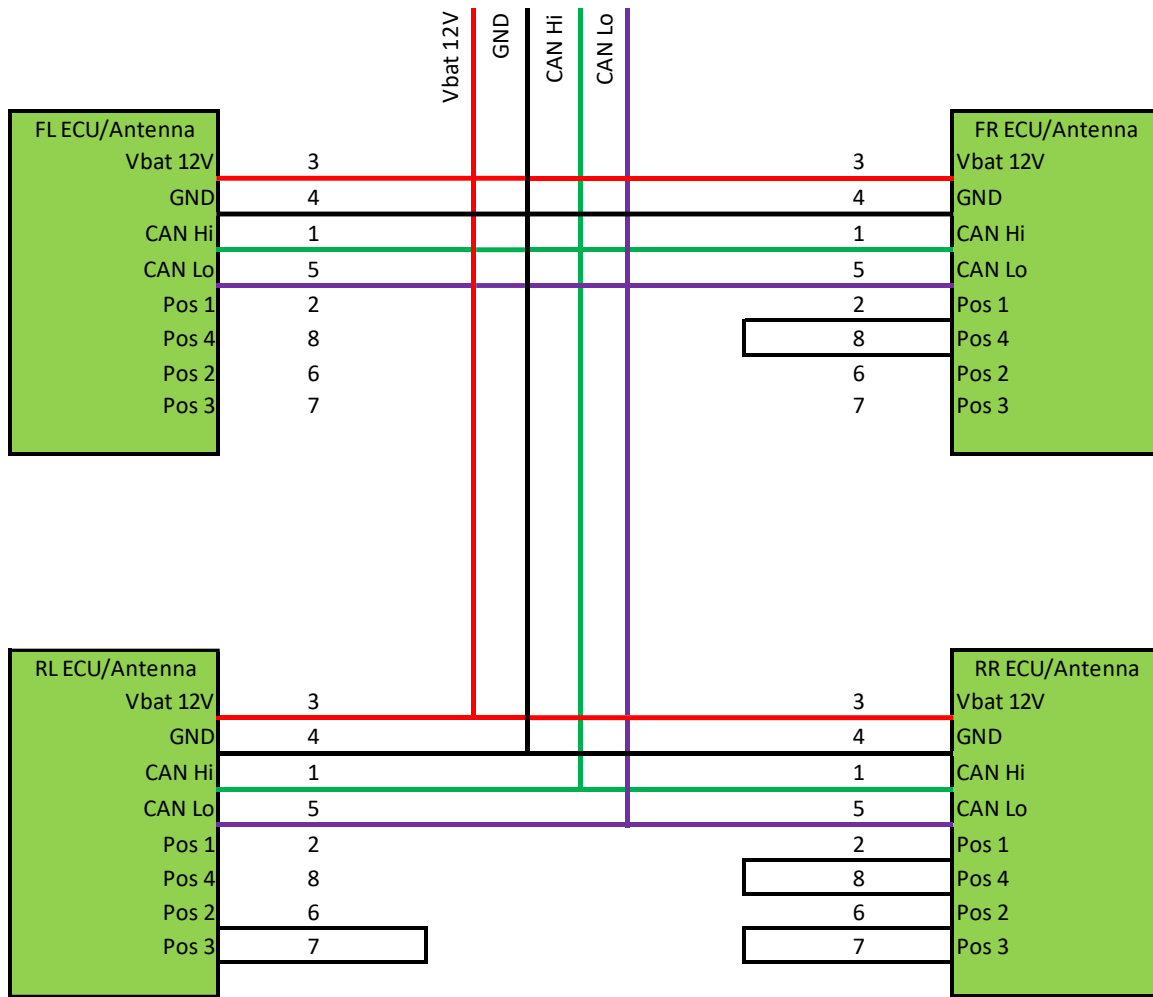 Vbat 12V
GND
CAN Hi
CAN Lo
FL ECU/Antenna
Vbat 12V 3
GND 4
CAN Hi 1
CAN Lo 5
Pos 1 2
Pos 4 8
Pos 2 6
Pos 3 7
FR ECU/Antenna
3 Vbat 12V
4 GND
1 CAN Hi
5 CAN Lo
2 Pos 1
8 Pos 4
6 Pos 2
7 Pos 3
RL ECU/Antenna
Vbat 12V 3
GND 4
CAN Hi 1
CAN Lo 5
Pos 1 2
Pos 4 8
Pos 2 6
Pos 3 7
RR ECU/Antenna
3 Vbat 12V
4 GND
1 CAN Hi
5 CAN Lo
2 Pos 1
8 Pos 4
6 Pos 2
7 Pos 3